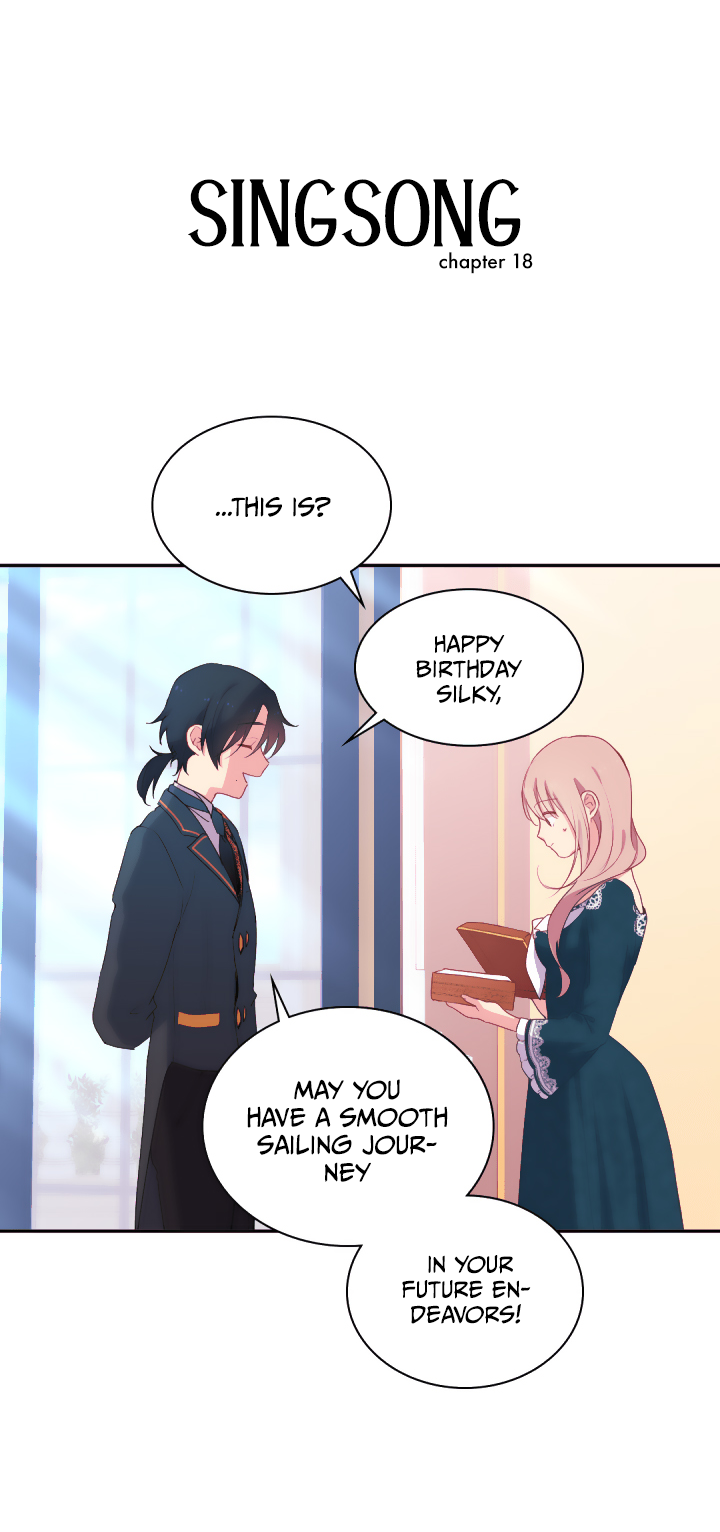 SINGSONG
chapter 18
...THIS IS?
HAPPY
BIRTHDAY
SILKY,
MAY YOU
HAVE A SMOOTH
SAILING JOUR-
NEY
IN YOUR
FUTURE EN-
DEAVORS!